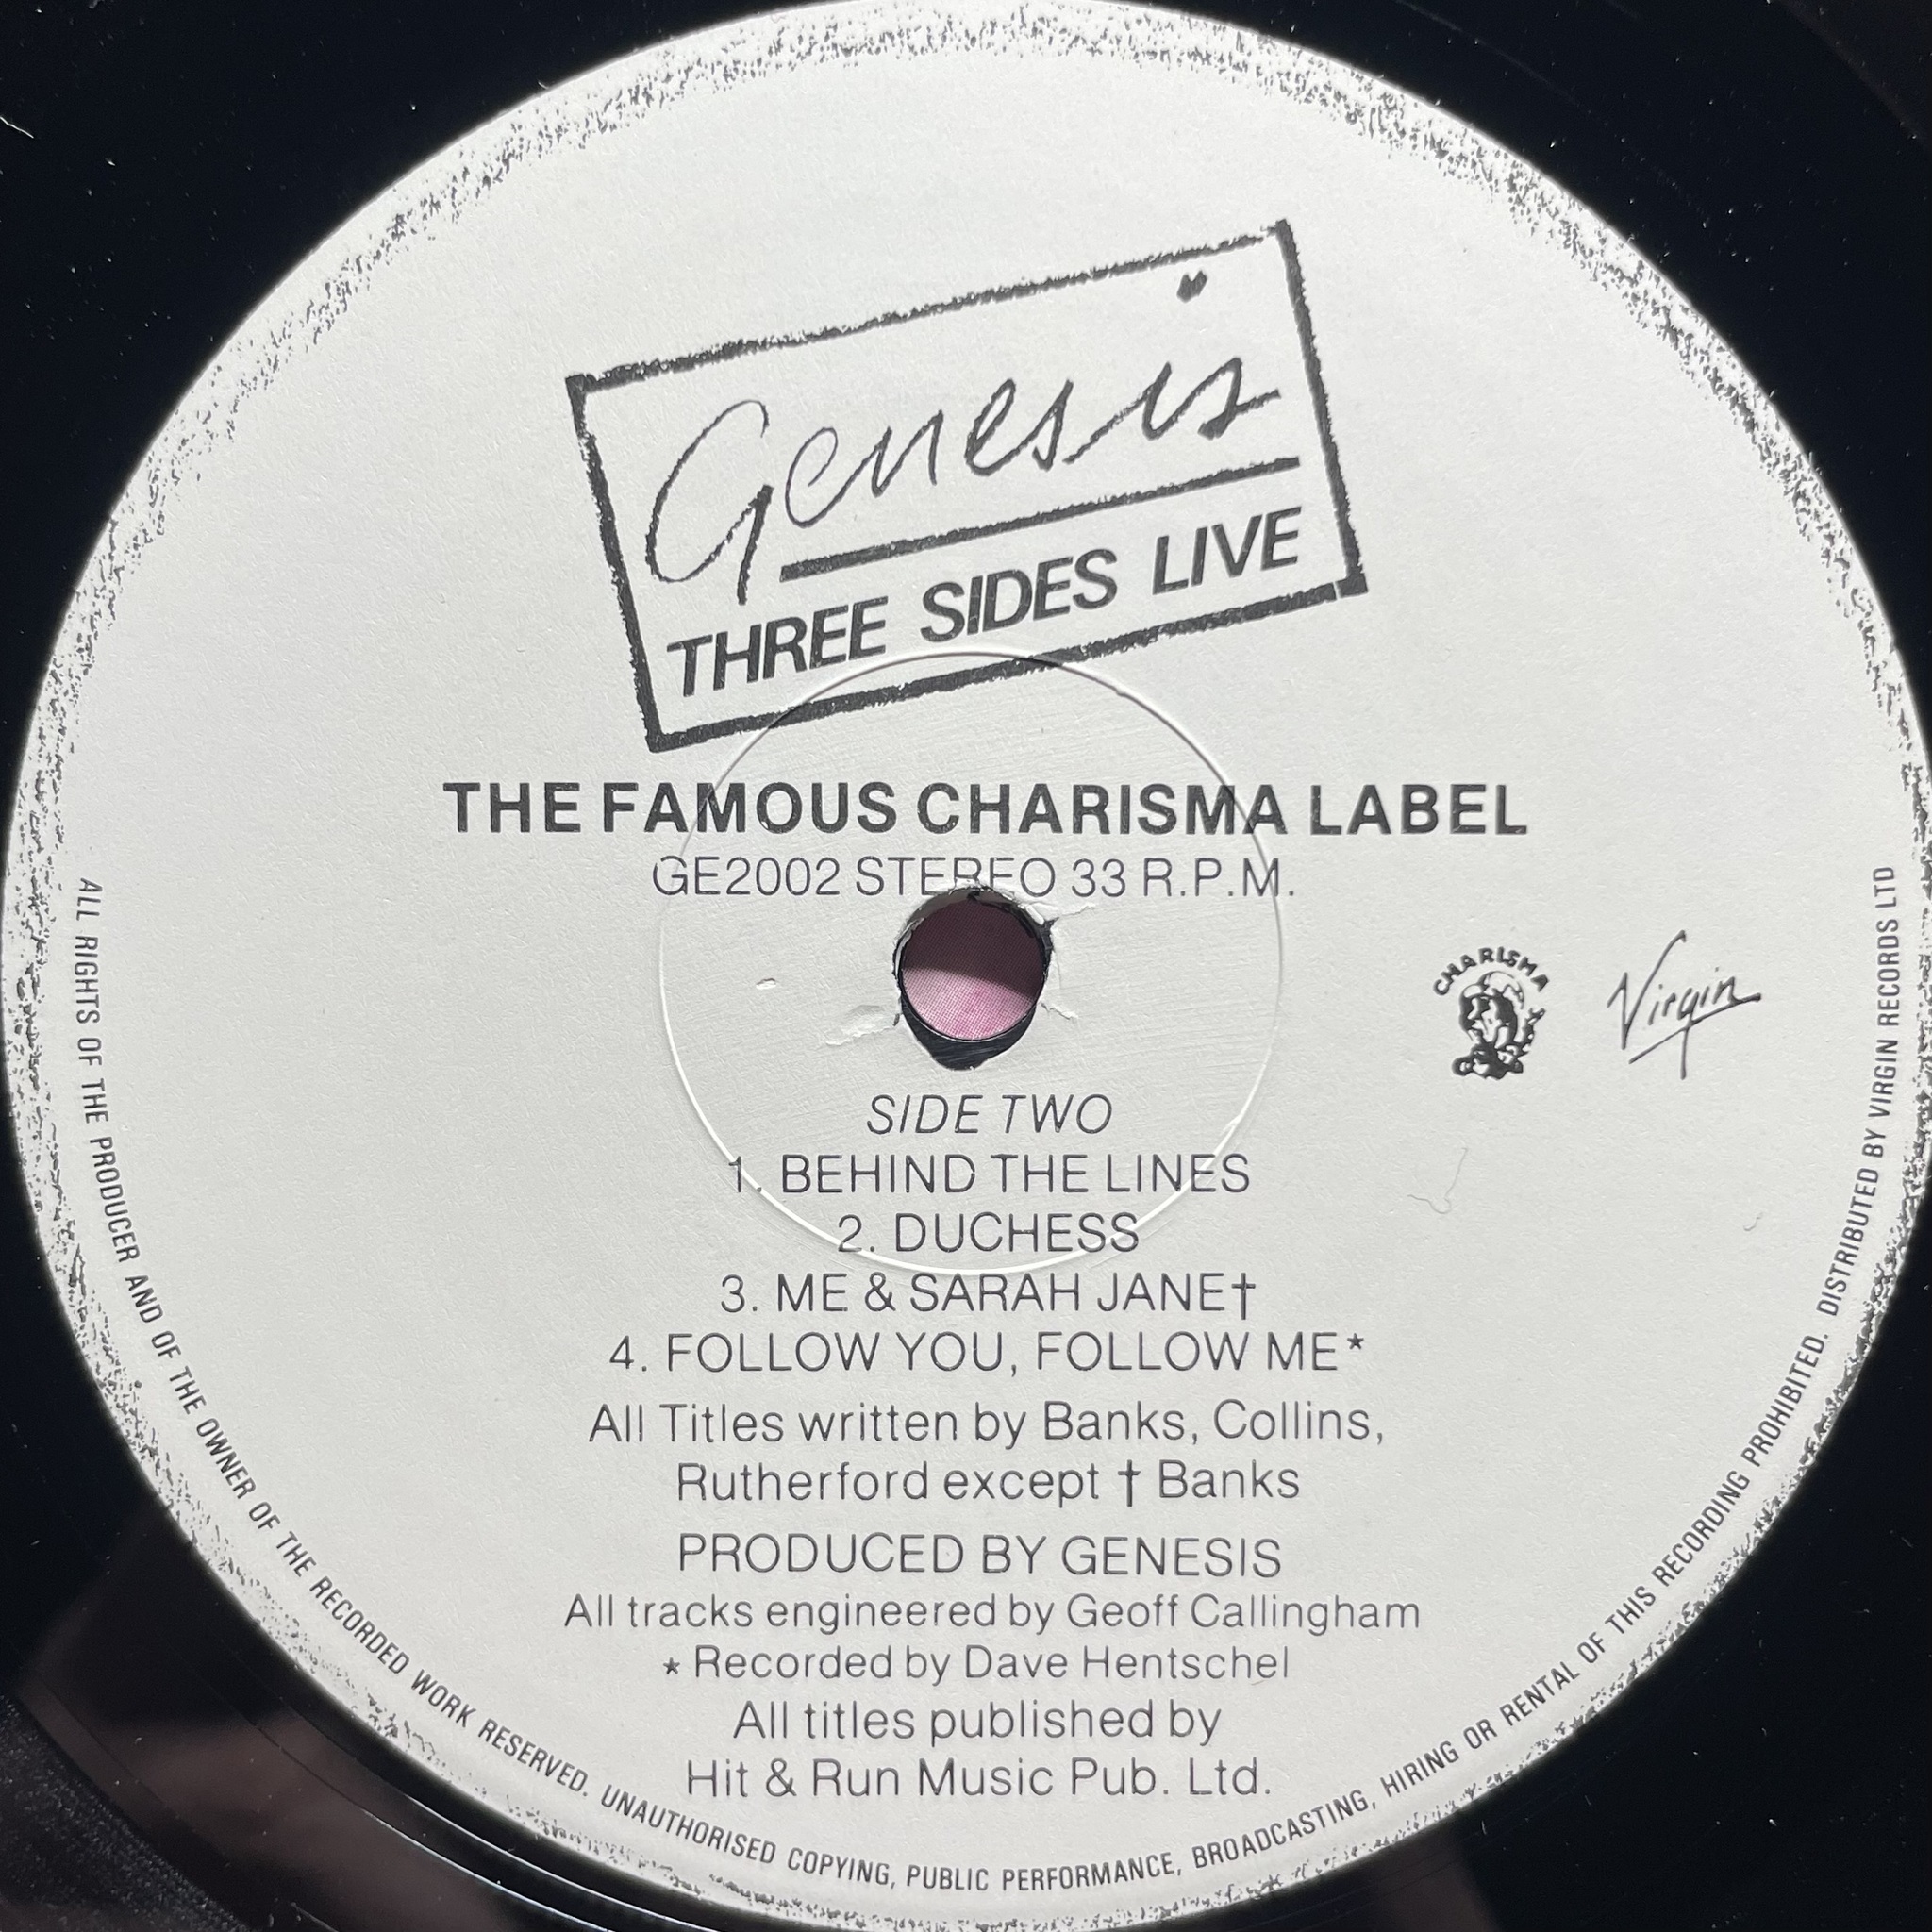 Genesis
THREE SIDES LIVE
THE FAMOUS CHARISMA LABEL
GE2002 STEREO 33 R.P.M.
CHARISMA
Virgin
SIDE TWO
1. BEHIND THE LINES
2. DUCHESS
3. ME & SARAH JANE†
4. FOLLOW YOU, FOLLOW ME*
All Titles written by Banks, Collins,
Rutherford except † Banks
PRODUCED BY GENESIS
All tracks engineered by Geoff Callingham
* Recorded by Dave Hentschel
All titles published by
Hit & Run Music Pub. Ltd.
ALL RIGHTS OF THE PRODUCER AND OF THE OWNER OF THE RECORDED WORK RESERVED. UNAUTHORISED COPYING, PUBLIC PERFORMANCE, BROADCASTING, HIRING OR RENTAL OF THIS RECORDING PROHIBITED. DISTRIBUTED BY VIRGIN RECORDS LTD